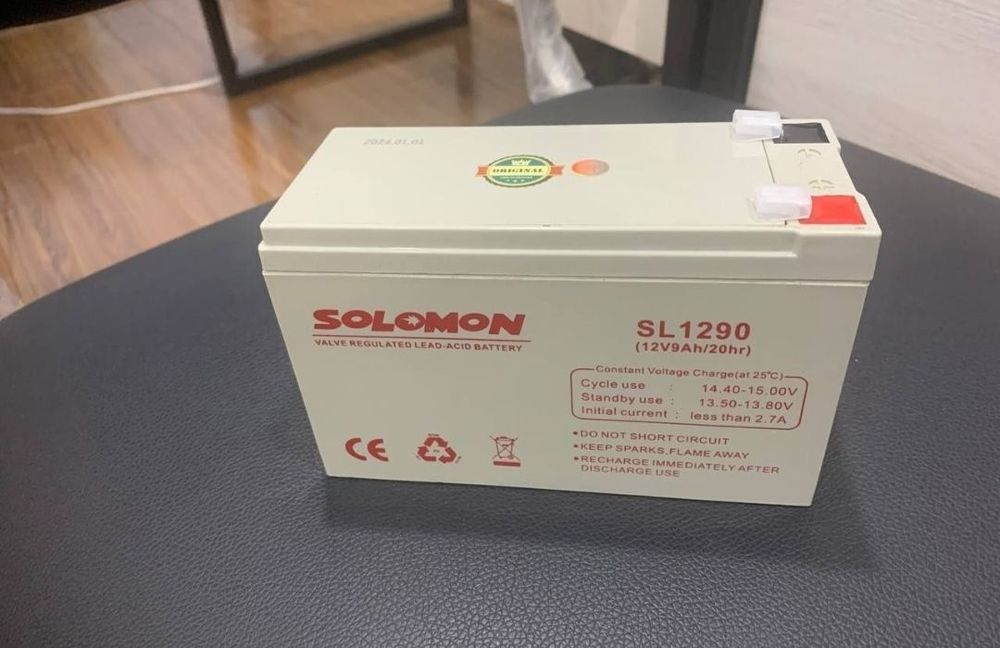 2024.01.01
ORIGINAL
SOLOMON
VALVE REGULATED LEAD-ACID BATTERY
SL1290
(12V9Ah/20hr)
Constant Voltage Charge(at 25℃)
Cycle use : 14.40-15.00V
Standby use : 13.50-13.80V
Initial current : less than 2.7A
CE
•DO NOT SHORT CIRCUIT
•KEEP SPARKS,FLAME AWAY
•RECHARGE IMMEDIATELY AFTER
DISCHARGE USE